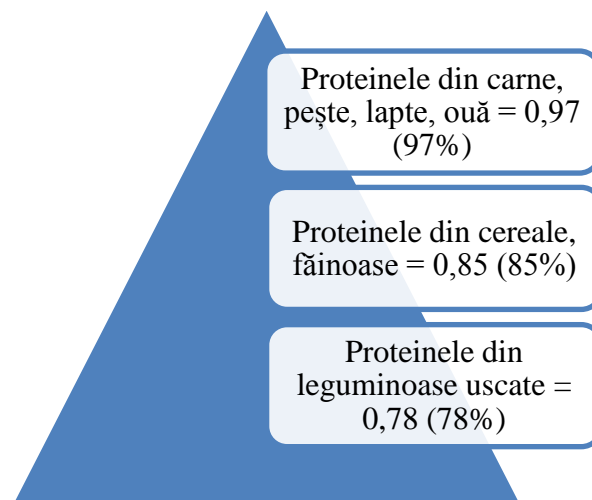 Proteinele din carne,
pește, lapte, ouă = 0,97
(97%)
Proteinele din cereale,
făinoase = 0,85 (85%)
Proteinele din
leguminoase uscate =
0,78 (78%)